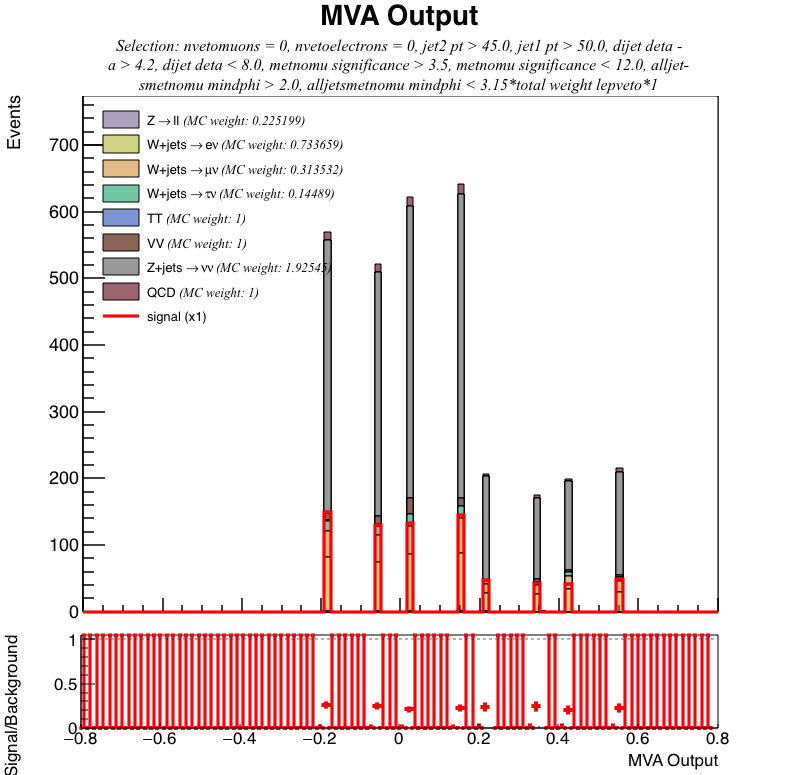 MVA Output
Selection: nvetomuons = 0, nvetoelectrons = 0, jet2 pt > 45.0, jet1 pt > 50.0, dijet deta -
a > 4.2, dijet deta < 8.0, metnomu significance > 3.5, metnomu significance < 12.0, alljet-
smetnomu mindphi > 2.0, alljetsmetnomu mindphi < 3.15*total weight lepveto*1
Events
700
600
500
400
300
200
100
0
Z→ll (MC weight: 0.225199)
W+jets→eν (MC weight: 0.733659)
W+jets→μν (MC weight: 0.313532)
W+jets→τν (MC weight: 0.14489)
TT (MC weight: 1)
VV (MC weight: 1)
Z+jets→νν (MC weight: 1.92545)
QCD (MC weight: 1)
signal (x1)
Signal/Background
1
0.5
0
−0.8 −0.6 −0.4 −0.2 0 0.2 0.4 0.6 0.8
MVA Output